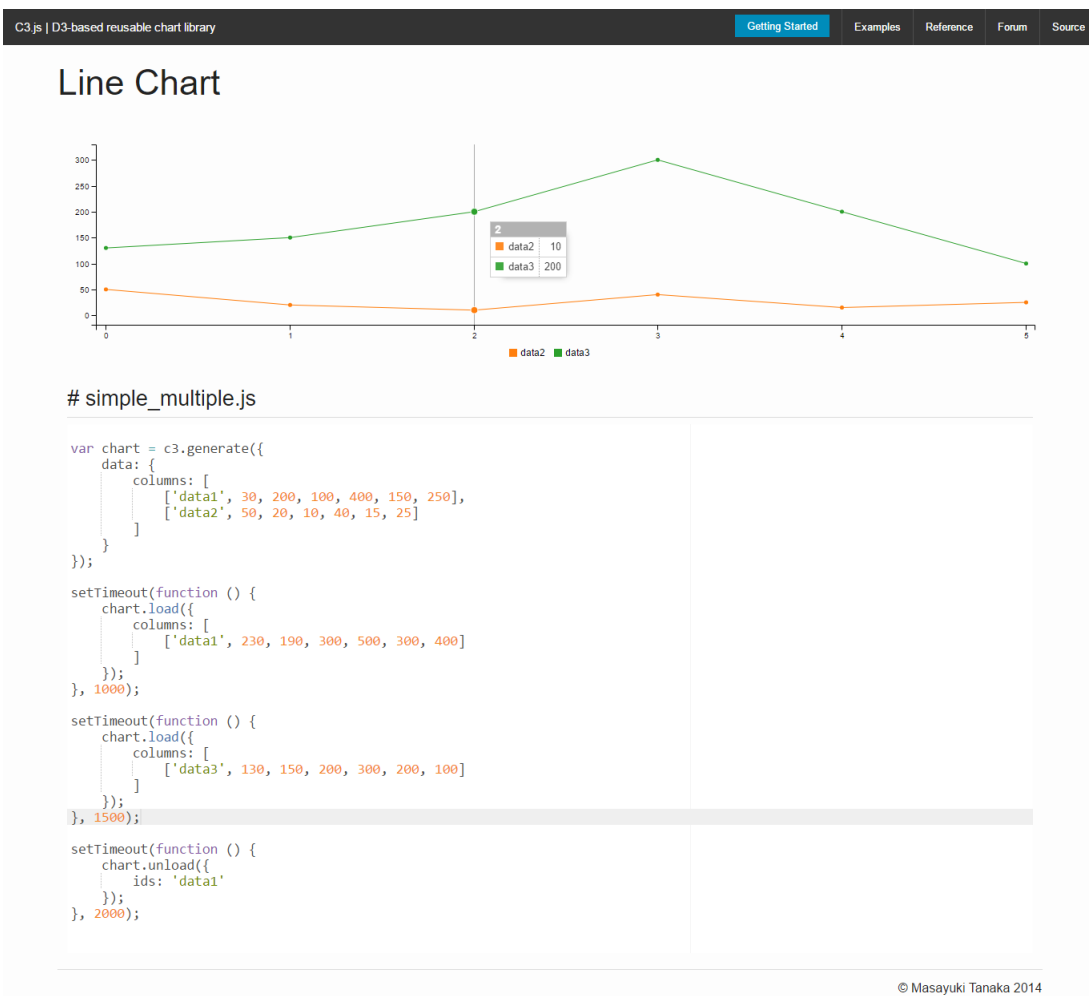 C3.js | D3-based reusable chart library Getting Started Examples Reference Forum Source
Line Chart
300
250
200
150
100
50
0
2
data2 10
data3 200
0 1 2 3 4 5
data2 data3
# simple_multiple.js
var chart = c3.generate({
    data: {
        columns: [
            ['data1', 30, 200, 100, 400, 150, 250],
            ['data2', 50, 20, 10, 40, 15, 25]
        ]
    }
});
setTimeout(function () {
    chart.load({
        columns: [
            ['data1', 230, 190, 300, 500, 300, 400]
        ]
    });
}, 1000);
setTimeout(function () {
    chart.load({
        columns: [
            ['data3', 130, 150, 200, 300, 200, 100]
        ]
    });
}, 1500);
setTimeout(function () {
    chart.unload({
        ids: 'data1'
    });
}, 2000);
© Masayuki Tanaka 2014